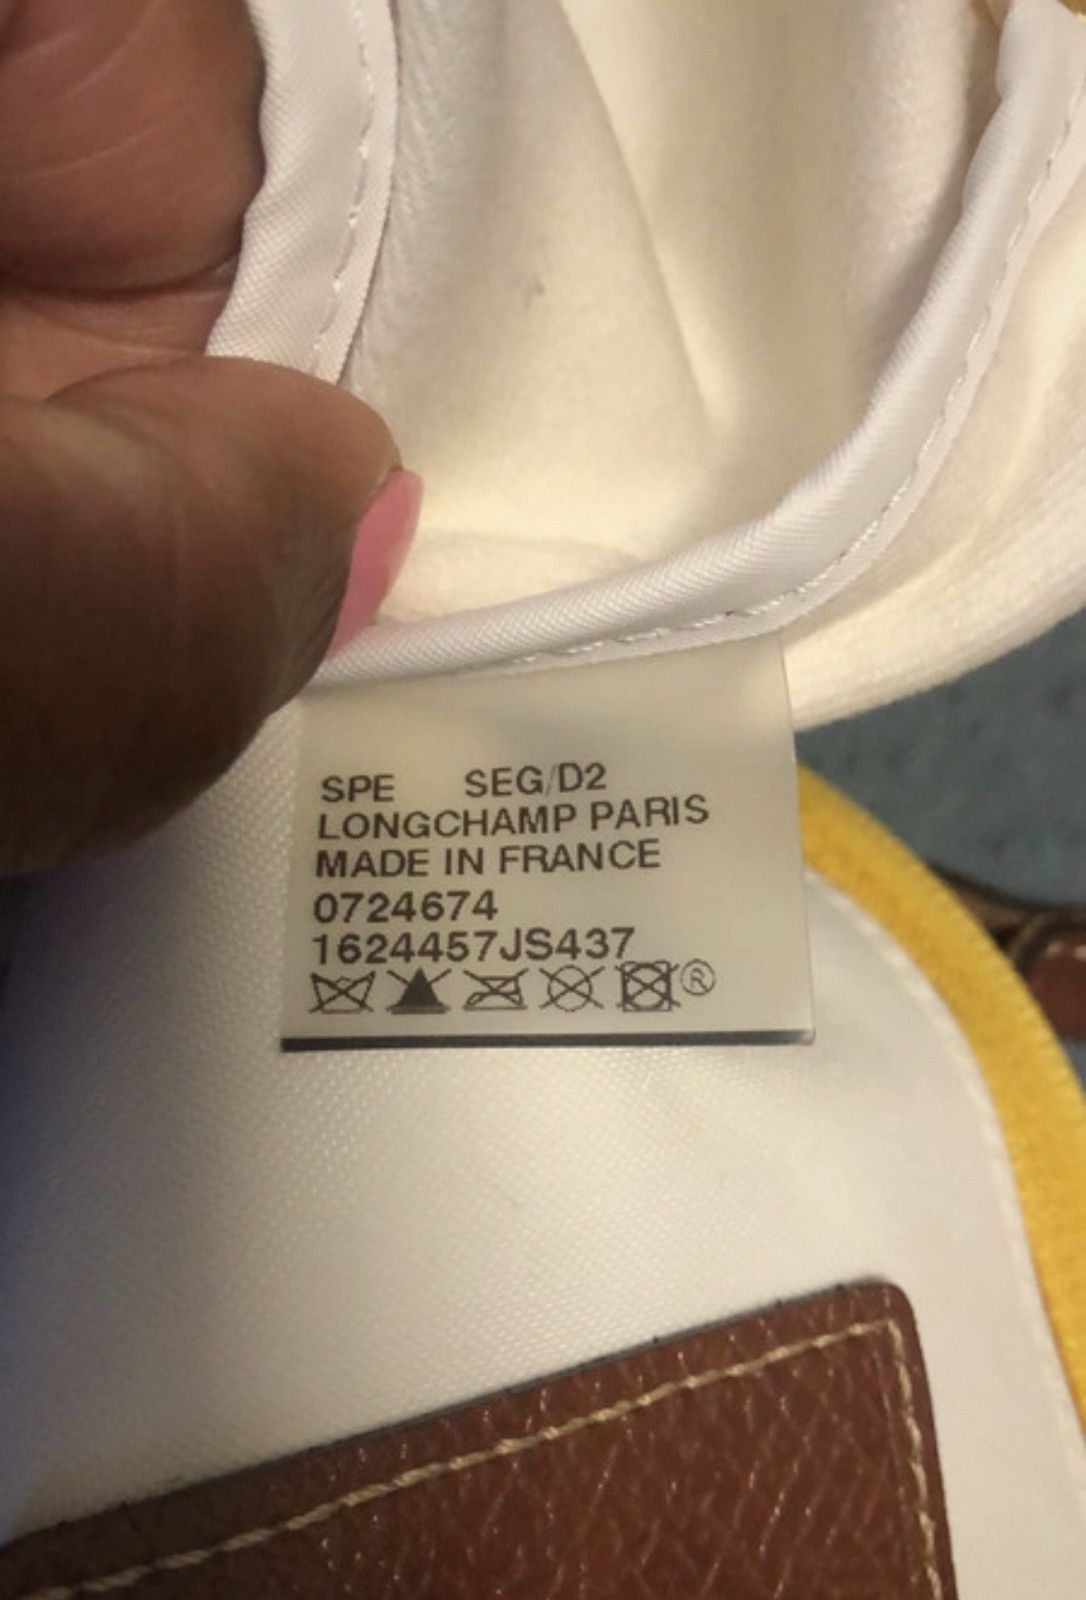 SPE SEG/D2
LONGCHAMP PARIS
MADE IN FRANCE
0724674
1624457JS437
®